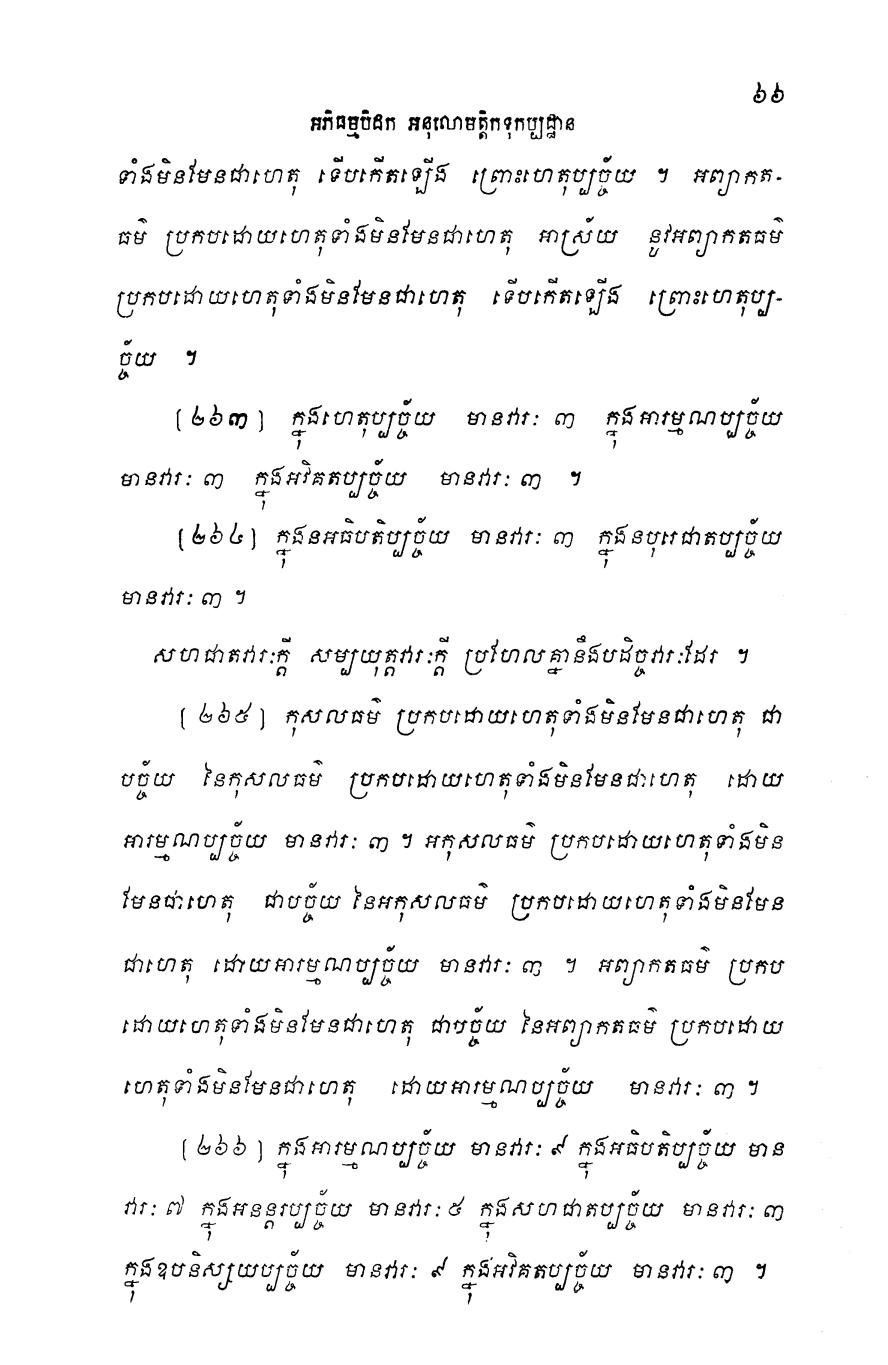 ៦៦
អភិធម្មបិដក អនុលោមត្តិកទុកប្បដ្ឋាន
ទាំងមិនមែនជាហេតុ ទើបកើតឡើង ព្រោះហេតុប្បច្ច័យ ។ អព្យាកត-
ធម៌ ប្រកបដោយហេតុទាំងមិនមែនជាហេតុ អាស្រ័យ នូវអព្យាកតធម៌
ប្រកបដោយហេតុទាំងមិនមែនជាហេតុ ទើបកើតឡើង ព្រោះហេតុប្ប-
ច្ច័យ ។
[២៦៣] ក្នុងហេតុប្បច្ច័យ មានវារៈ ៣ ក្នុងអារម្មណប្បច្ច័យ
មានវារៈ ៣ ក្នុងអវិគតប្បច្ច័យ មានវារៈ ៣ ។
[២៦៤] ក្នុងនអធិបតិប្បច្ច័យ មានវារៈ ៣ ក្នុងនបុរេជាតប្បច្ច័យ
មានវារៈ ៣ ។
សហជាតវារៈក្តី សម្បយុត្តវារៈក្តី ប្រហែលគ្នានឹងបដិច្ចវារៈដែរ ។
[២៦៥] កុសលធម៌ ប្រកបដោយហេតុទាំងមិនមែនជាហេតុ ជា
បច្ច័យ នៃកុសលធម៌ ប្រកបដោយហេតុទាំងមិនមែនជាហេតុ ដោយ
អារម្មណប្បច្ច័យ មានវារៈ ៣ ។ អកុសលធម៌ ប្រកបដោយហេតុទាំងមិន
មែនជាហេតុ ជាបច្ច័យ នៃអកុសលធម៌ ប្រកបដោយហេតុទាំងមិនមែន
ជាហេតុ ដោយអារម្មណប្បច្ច័យ មានវារៈ ៣ ។ អព្យាកតធម៌ ប្រកប
ដោយហេតុទាំងមិនមែនជាហេតុ ជាបច្ច័យ នៃអព្យាកតធម៌ ប្រកបដោយ
ហេតុទាំងមិនមែនជាហេតុ ដោយអារម្មណប្បច្ច័យ មានវារៈ ៣ ។
[២៦៦] ក្នុងអារម្មណប្បច្ច័យ មានវារៈ ៩ ក្នុងអធិបតិប្បច្ច័យ មាន
វារៈ ៧ ក្នុងអនន្តរប្បច្ច័យ មានវារៈ ៥ ក្នុងសហជាតប្បច្ច័យ មានវារៈ ៣
ក្នុងឧបនិស្សយប្បច្ច័យ មានវារៈ ៩ ក្នុងអវិគតប្បច្ច័យ មានវារៈ ៣ ។